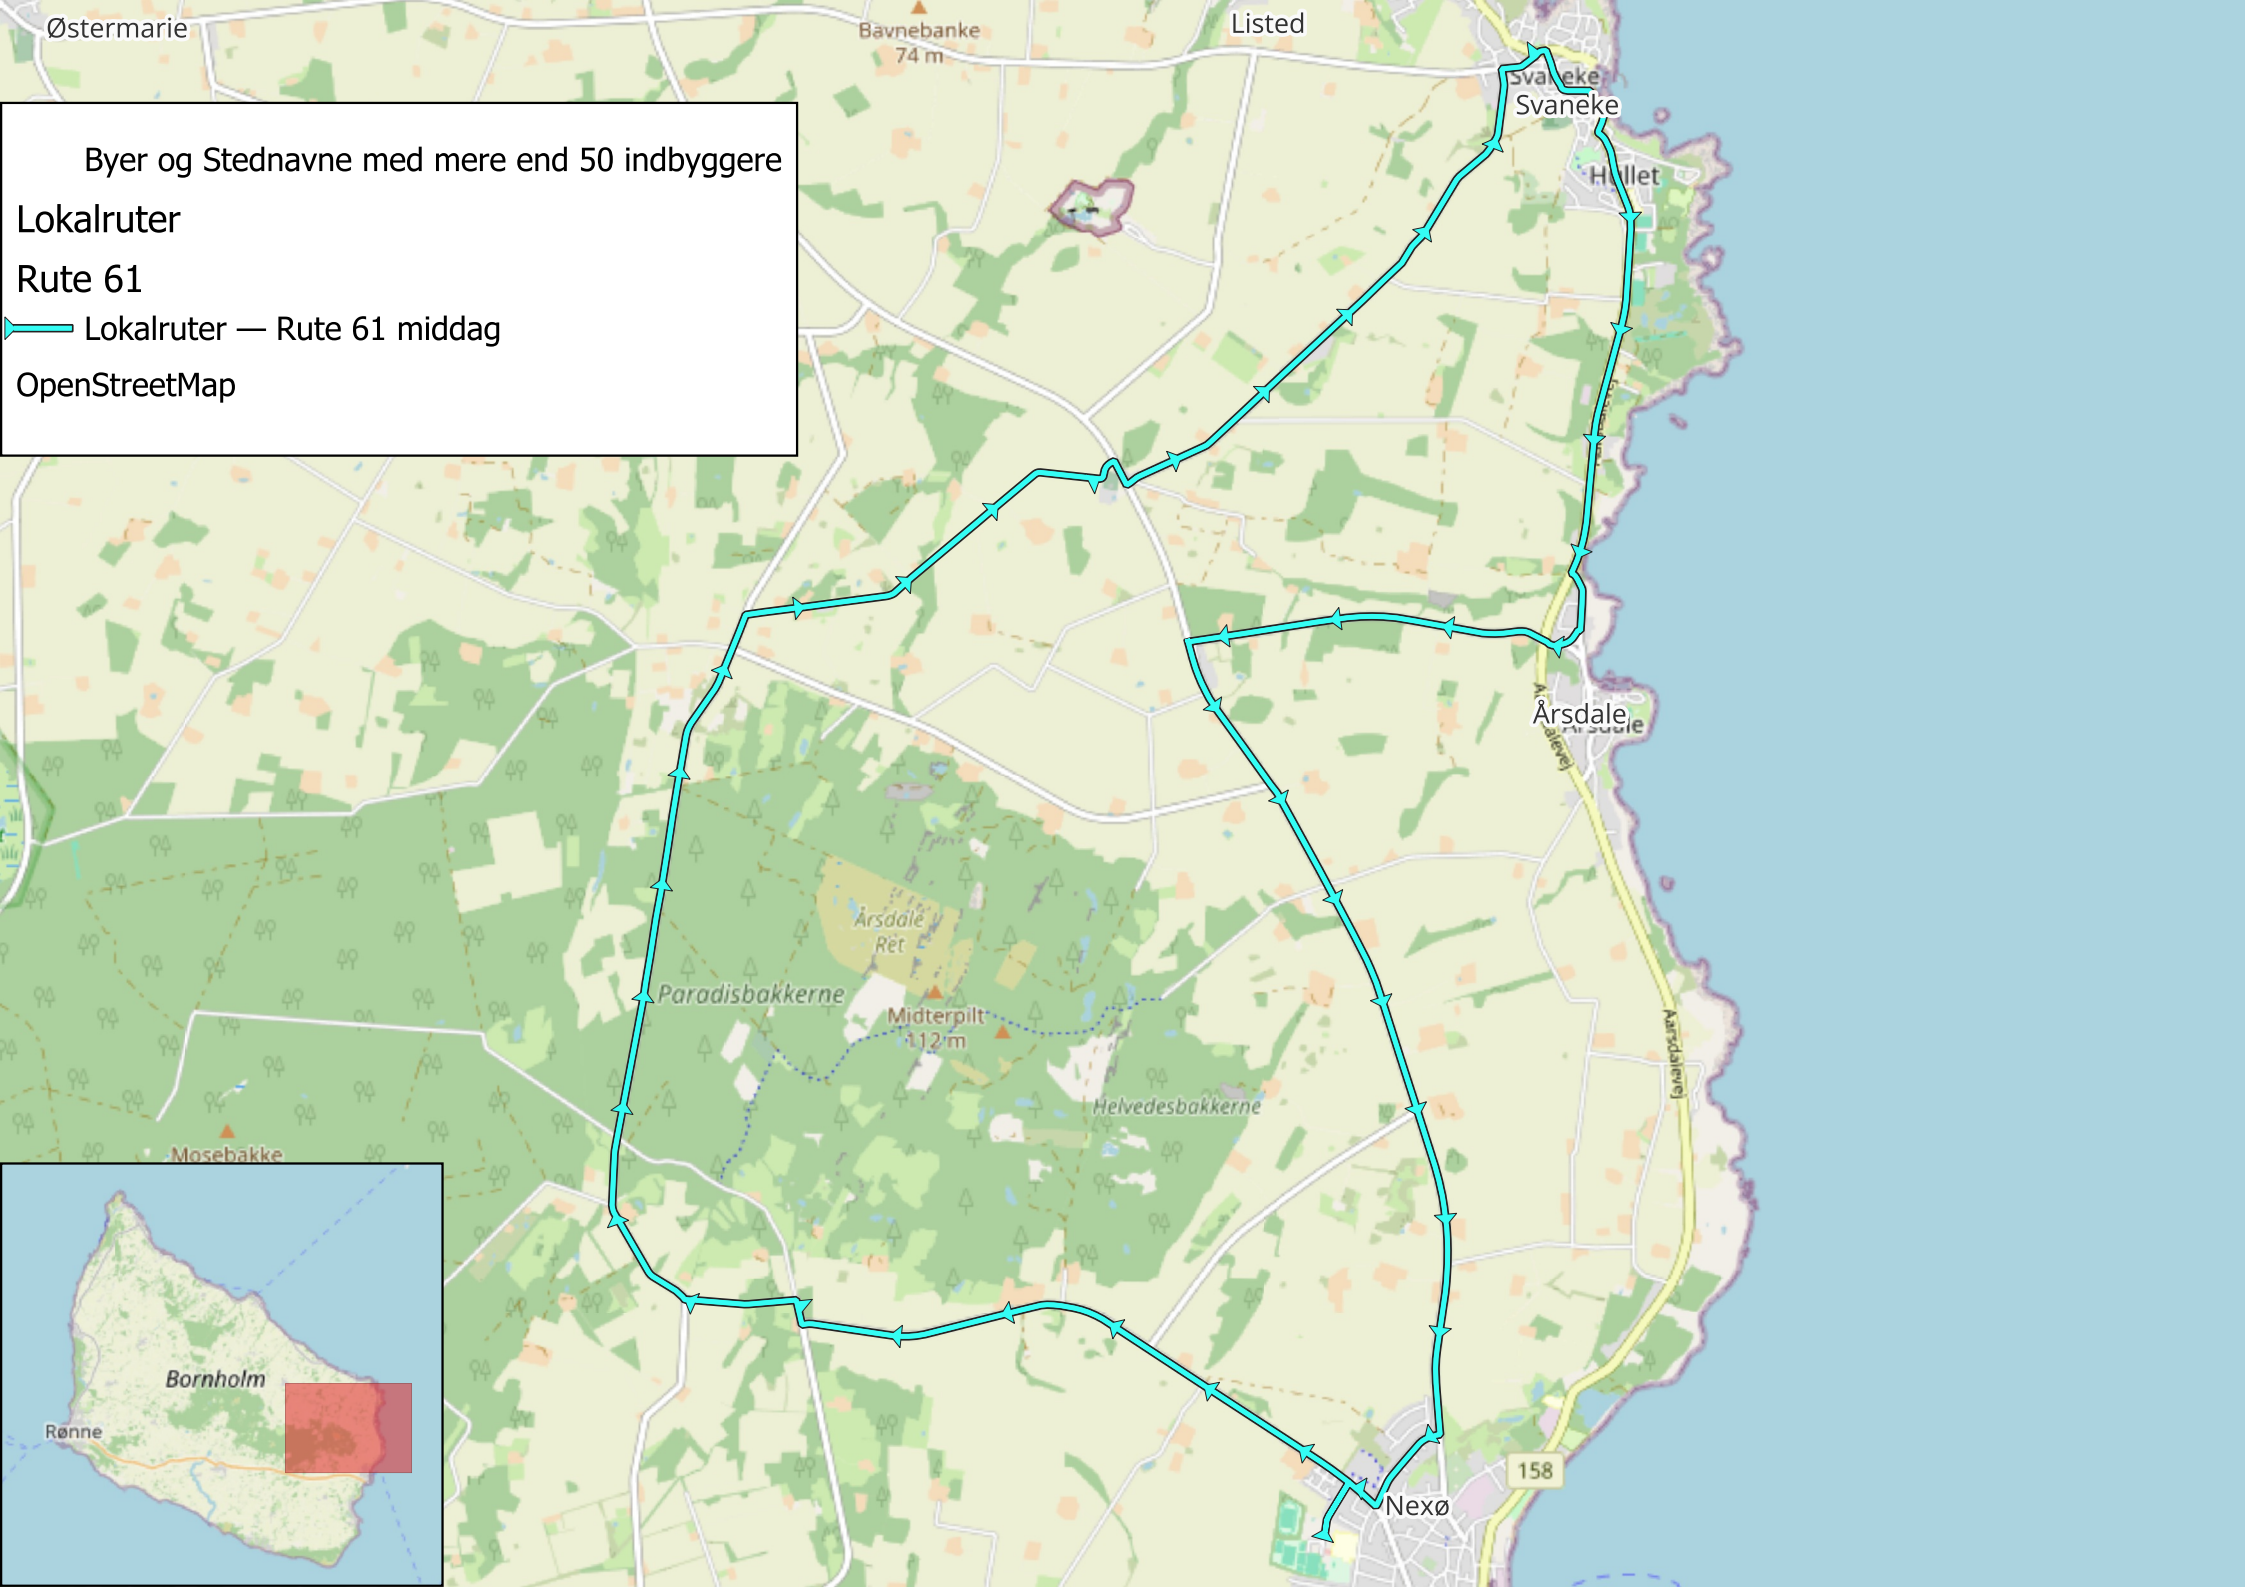 Østermarie
Bavnebanke
74 m
Listed
Svaneke
Svaneke
Hullet
Byer og Stednavne med mere end 50 indbyggere
Lokalruter
Rute 61
Lokalruter — Rute 61 middag
OpenStreetMap
Årsdale
Årsdale
Årsdale
Ret
Paradisbakkerne
Midterpilt
112 m
Aarsdalevej
Helvedesbakkerne
Mosebakke
Bornholm
Rønne
158
Nexø